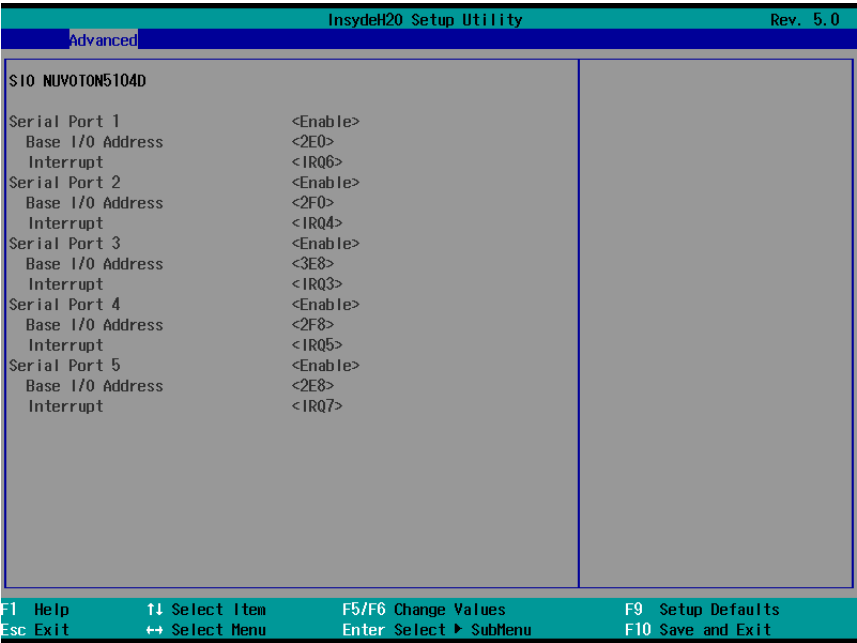 InsydeH20 Setup Utility Rev. 5.0
Advanced
SIO NUVOTON5104D
Serial Port 1 <Enable>
Base I/O Address <2E0>
Interrupt <IRQ6>
Serial Port 2 <Enable>
Base I/O Address <2F0>
Interrupt <IRQ4>
Serial Port 3 <Enable>
Base I/O Address <3E8>
Interrupt <IRQ3>
Serial Port 4 <Enable>
Base I/O Address <2F8>
Interrupt <IRQ5>
Serial Port 5 <Enable>
Base I/O Address <2E8>
Interrupt <IRQ7>
F1 Help ↑↓ Select Item F5/F6 Change Values F9 Setup Defaults
Esc Exit ↔ Select Menu Enter Select ▶ SubMenu F10 Save and Exit